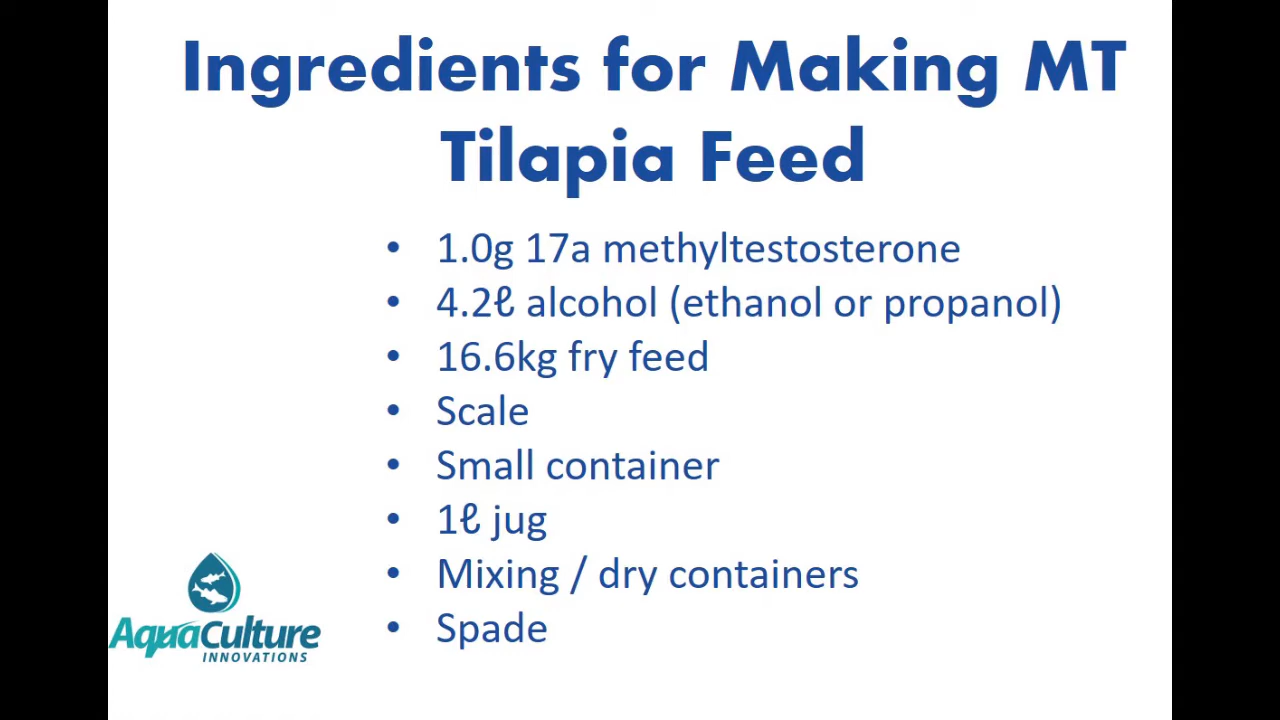 Ingredients for Making MT
Tilapia Feed
• 1.0g 17a methyltestosterone
• 4.2ℓ alcohol (ethanol or propanol)
• 16.6kg fry feed
• Scale
• Small container
• 1ℓ jug
• Mixing / dry containers
• Spade
AquaCulture
INNOVATIONS